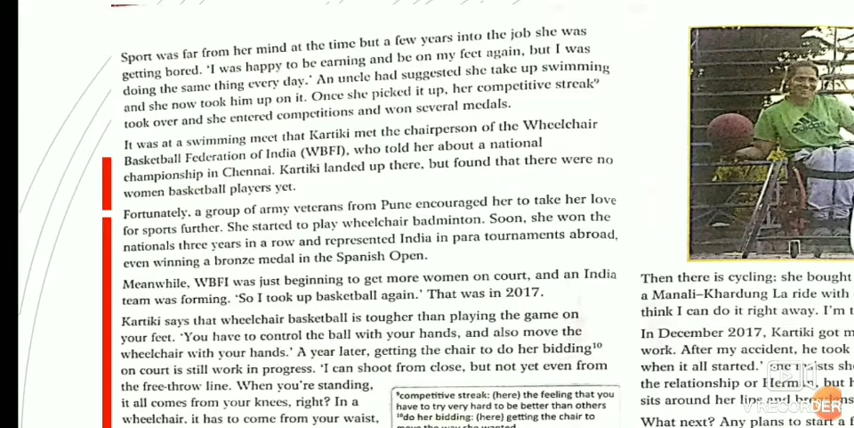 Sport was far from her mind at the time but a few years into the job she was
getting bored. 'I was happy to be earning and be on my feet again, but I was
doing the same thing every day.' An uncle had suggested she take up swimming
and she now took him up on it. Once she picked it up, her competitive streak⁹
took over and she entered competitions and won several medals.
It was at a swimming meet that Kartiki met the chairperson of the Wheelchair
Basketball Federation of India (WBFI), who told her about a national
championship in Chennai. Kartiki landed up there, but found that there were no
women basketball players yet.
Fortunately, a group of army veterans from Pune encouraged her to take her love
for sports further. She started to play wheelchair badminton. Soon, she won the
nationals three years in a row and represented India in para tournaments abroad,
even winning a bronze medal in the Spanish Open.
Meanwhile, WBFI was just beginning to get more women on court, and an India
team was forming. 'So I took up basketball again.' That was in 2017.
Kartiki says that wheelchair basketball is tougher than playing the game on
your feet. 'You have to control the ball with your hands, and also move the
wheelchair with your hands.' A year later, getting the chair to do her bidding¹⁰
on court is still work in progress. 'I can shoot from close, but not yet even from
the free-throw line. When you're standing,
it all comes from your knees, right? In a
wheelchair, it has to come from your waist,
⁹competitive streak: (here) the feeling that you
have to try very hard to be better than others
¹⁰do her bidding: (here) getting the chair to
adidas
Then there is cycling: she bought
a Manali–Khardung La ride with
think I can do it right away. I'm
In December 2017, Kartiki got
work. After my accident, he took
when it all started.' she
the relationship or
sits around her lips and
What next? Any plans to start a
VRECORDER